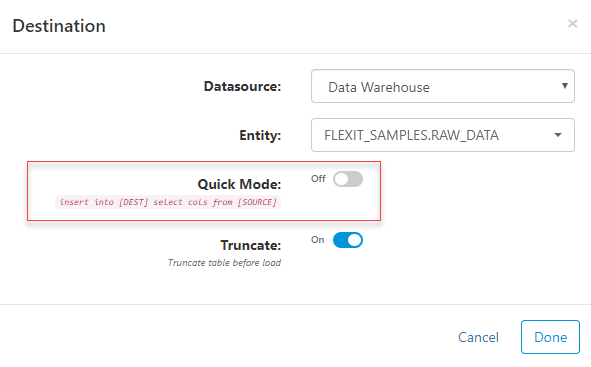 Destination ×
Datasource: Data Warehouse
Entity: FLEXIT_SAMPLES.RAW_DATA
Quick Mode: Off
insert into [DEST] select cols from [SOURCE]
Truncate: On
Truncate table before load
Cancel Done